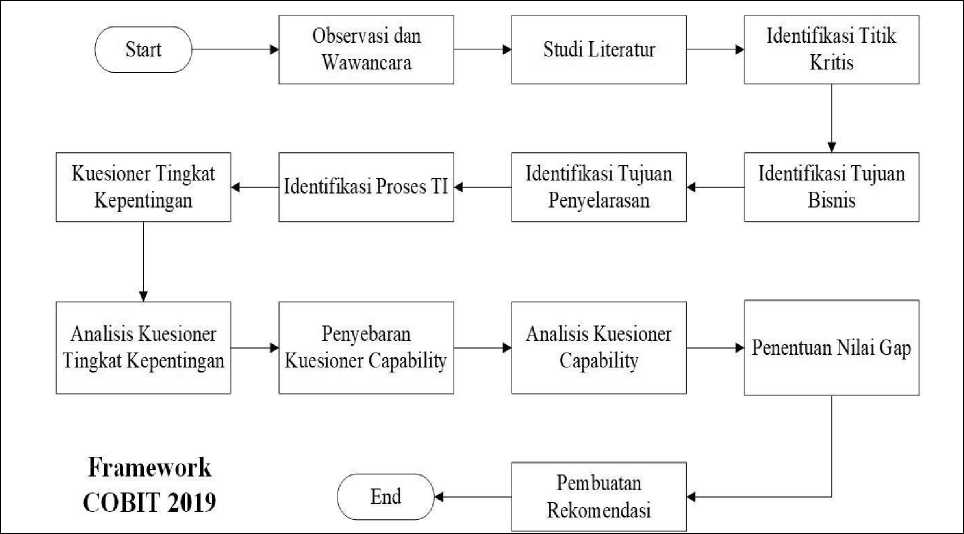 Start
Observasi dan
Wawancara
Studi Literatur
Identifikasi Titik
Kritis
Identifikasi Tujuan
Bisnis
Identifikasi Tujuan
Penyelarasan
Identifikasi Proses TI
Kuesioner Tingkat
Kepentingan
Analisis Kuesioner
Tingkat Kepentingan
Penyebaran
Kuesioner Capability
Analisis Kuesioner
Capability
Penentuan Nilai Gap
Pembuatan
Rekomendasi
End
Framework
COBIT 2019